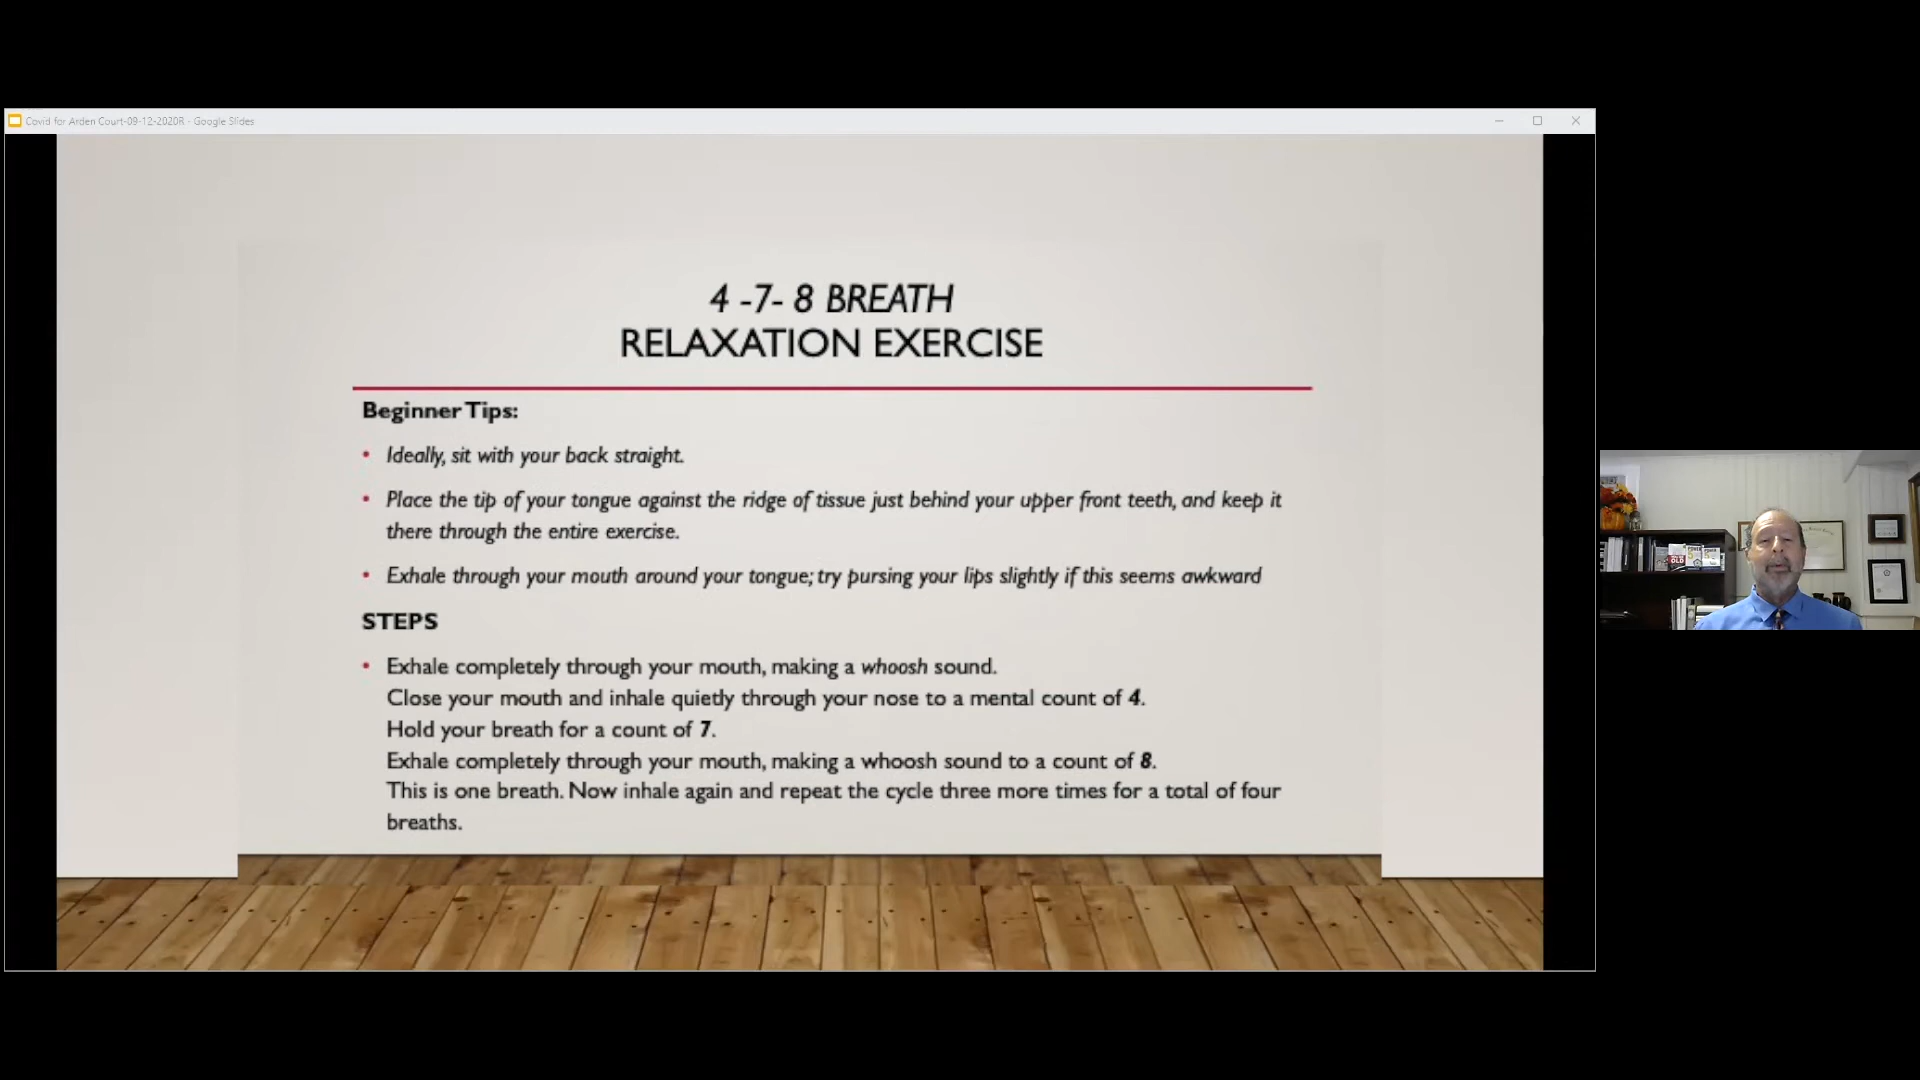 Covid for Arden Court-09-12-2020R - Google Slides
4 -7- 8 BREATH
RELAXATION EXERCISE
Beginner Tips:
• Ideally, sit with your back straight.
• Place the tip of your tongue against the ridge of tissue just behind your upper front teeth, and keep it
there through the entire exercise.
• Exhale through your mouth around your tongue; try pursing your lips slightly if this seems awkward
STEPS
• Exhale completely through your mouth, making a whoosh sound.
Close your mouth and inhale quietly through your nose to a mental count of 4.
Hold your breath for a count of 7.
Exhale completely through your mouth, making a whoosh sound to a count of 8.
This is one breath. Now inhale again and repeat the cycle three more times for a total of four
breaths.
OLD